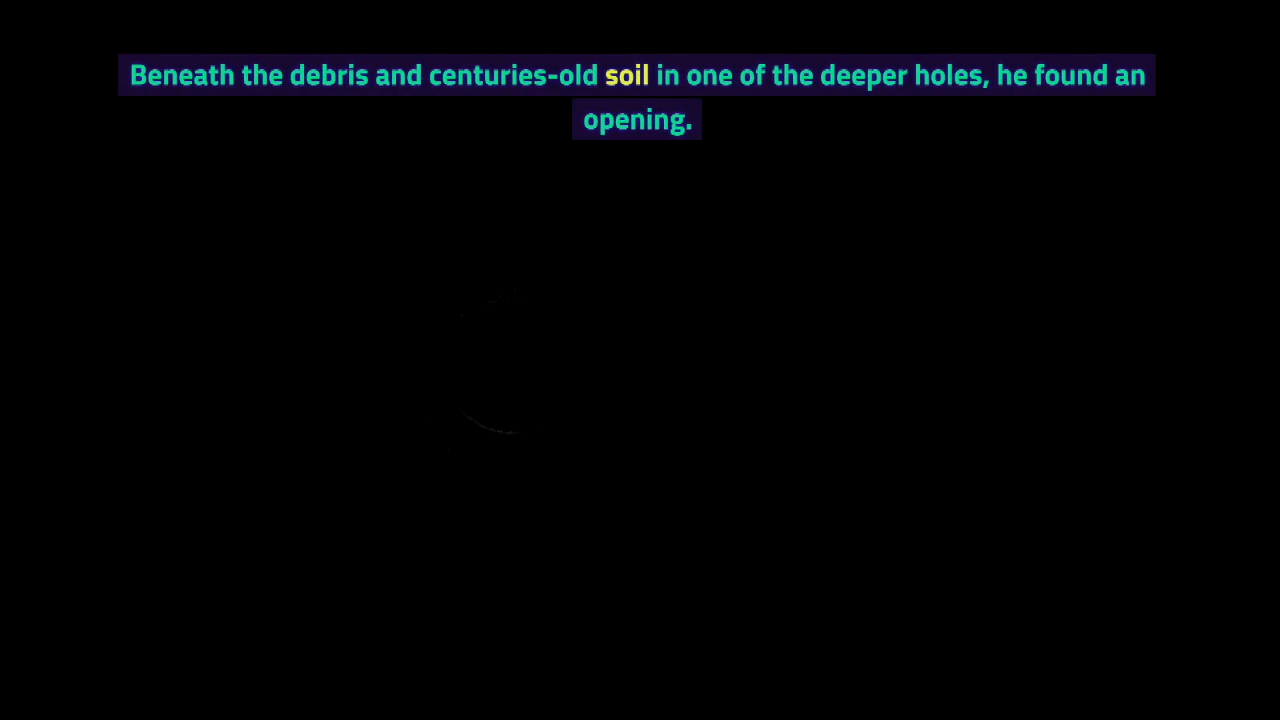 Beneath the debris and centuries-old soil in one of the deeper holes, he found an
opening.